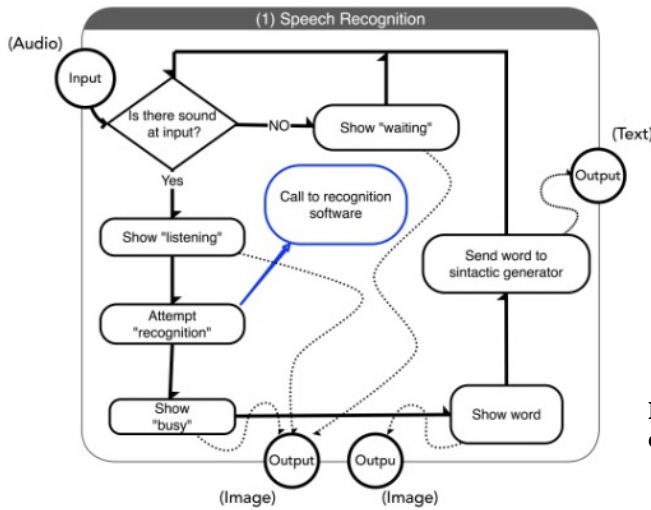 (1) Speech Recognition
(Audio)
Input
Is there sound
at input?
NO
Show "waiting"
(Text)
Output
Yes
Call to recognition
software
Show "listening"
Send word to
sintactic generator
Attempt
"recognition"
Show
"busy"
Show word
Output
Outpu
(Image)
(Image)